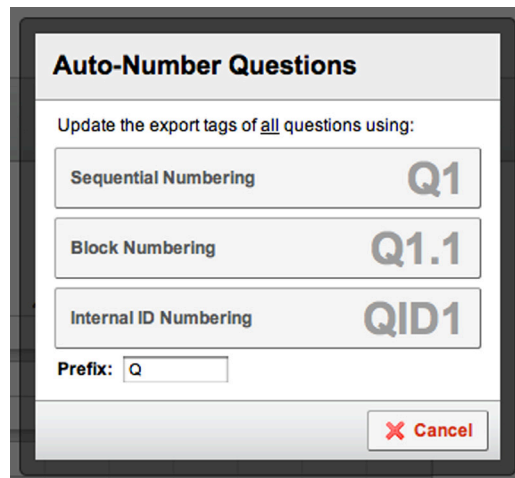 Auto-Number Questions
Update the export tags of all questions using:
Sequential Numbering Q1
Block Numbering Q1.1
Internal ID Numbering QID1
Prefix: Q
Cancel